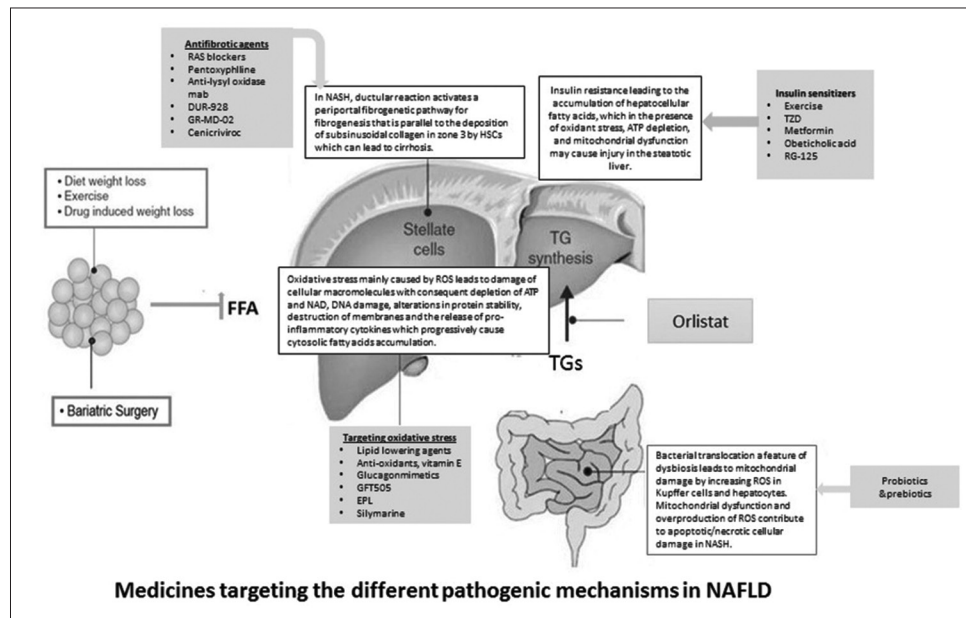 Antifibrotic agents
• RAS blockers
• Pentoxyphlline
• Anti-lysyl oxidase
mab
• DUR-928
• GR-MD-02
• Cenicriviroc
In NASH, ductular reaction activates a
periportal fibrogenetic pathway for
fibrogenesis that is parallel to the deposition
of subsinusoidal collagen in zone 3 by HSCs
which can lead to cirrhosis.
Insulin resistance leading to the
accumulation of hepatocellular
fatty acids, which in the presence
of oxidant stress, ATP depletion,
and mitochondrial dysfunction
may cause injury in the steatotic
liver.
Insulin sensitizers
• Exercise
• TZD
• Metformin
• Obeticholic acid
• RG-125
• Diet weight loss
• Exercise
• Drug induced weight loss
Stellate
cells
TG
synthesis
Oxidative stress mainly caused by ROS leads to damage of
cellular macromolecules with consequent depletion of ATP
and NAD, DNA damage, alterations in protein stability,
destruction of membranes and the release of pro-
inflammatory cytokines which progressively cause
cytosolic fatty acids accumulation.
FFA
Orlistat
TGs
• Bariatric Surgery
Targeting oxidative stress
• Lipid lowering agents
• Anti-oxidants, vitamin E
• Glucagonmimetics
• GFT505
• EPL
• Silymarine
Bacterial translocation a feature of
dysbiosis leads to mitochondrial
damage by increasing ROS in
Kupffer cells and hepatocytes.
Mitochondrial dysfunction and
overproduction of ROS contribute
to apoptotic/necrotic cellular
damage in NASH.
Probiotics
&prebiotics
Medicines targeting the different pathogenic mechanisms in NAFLD